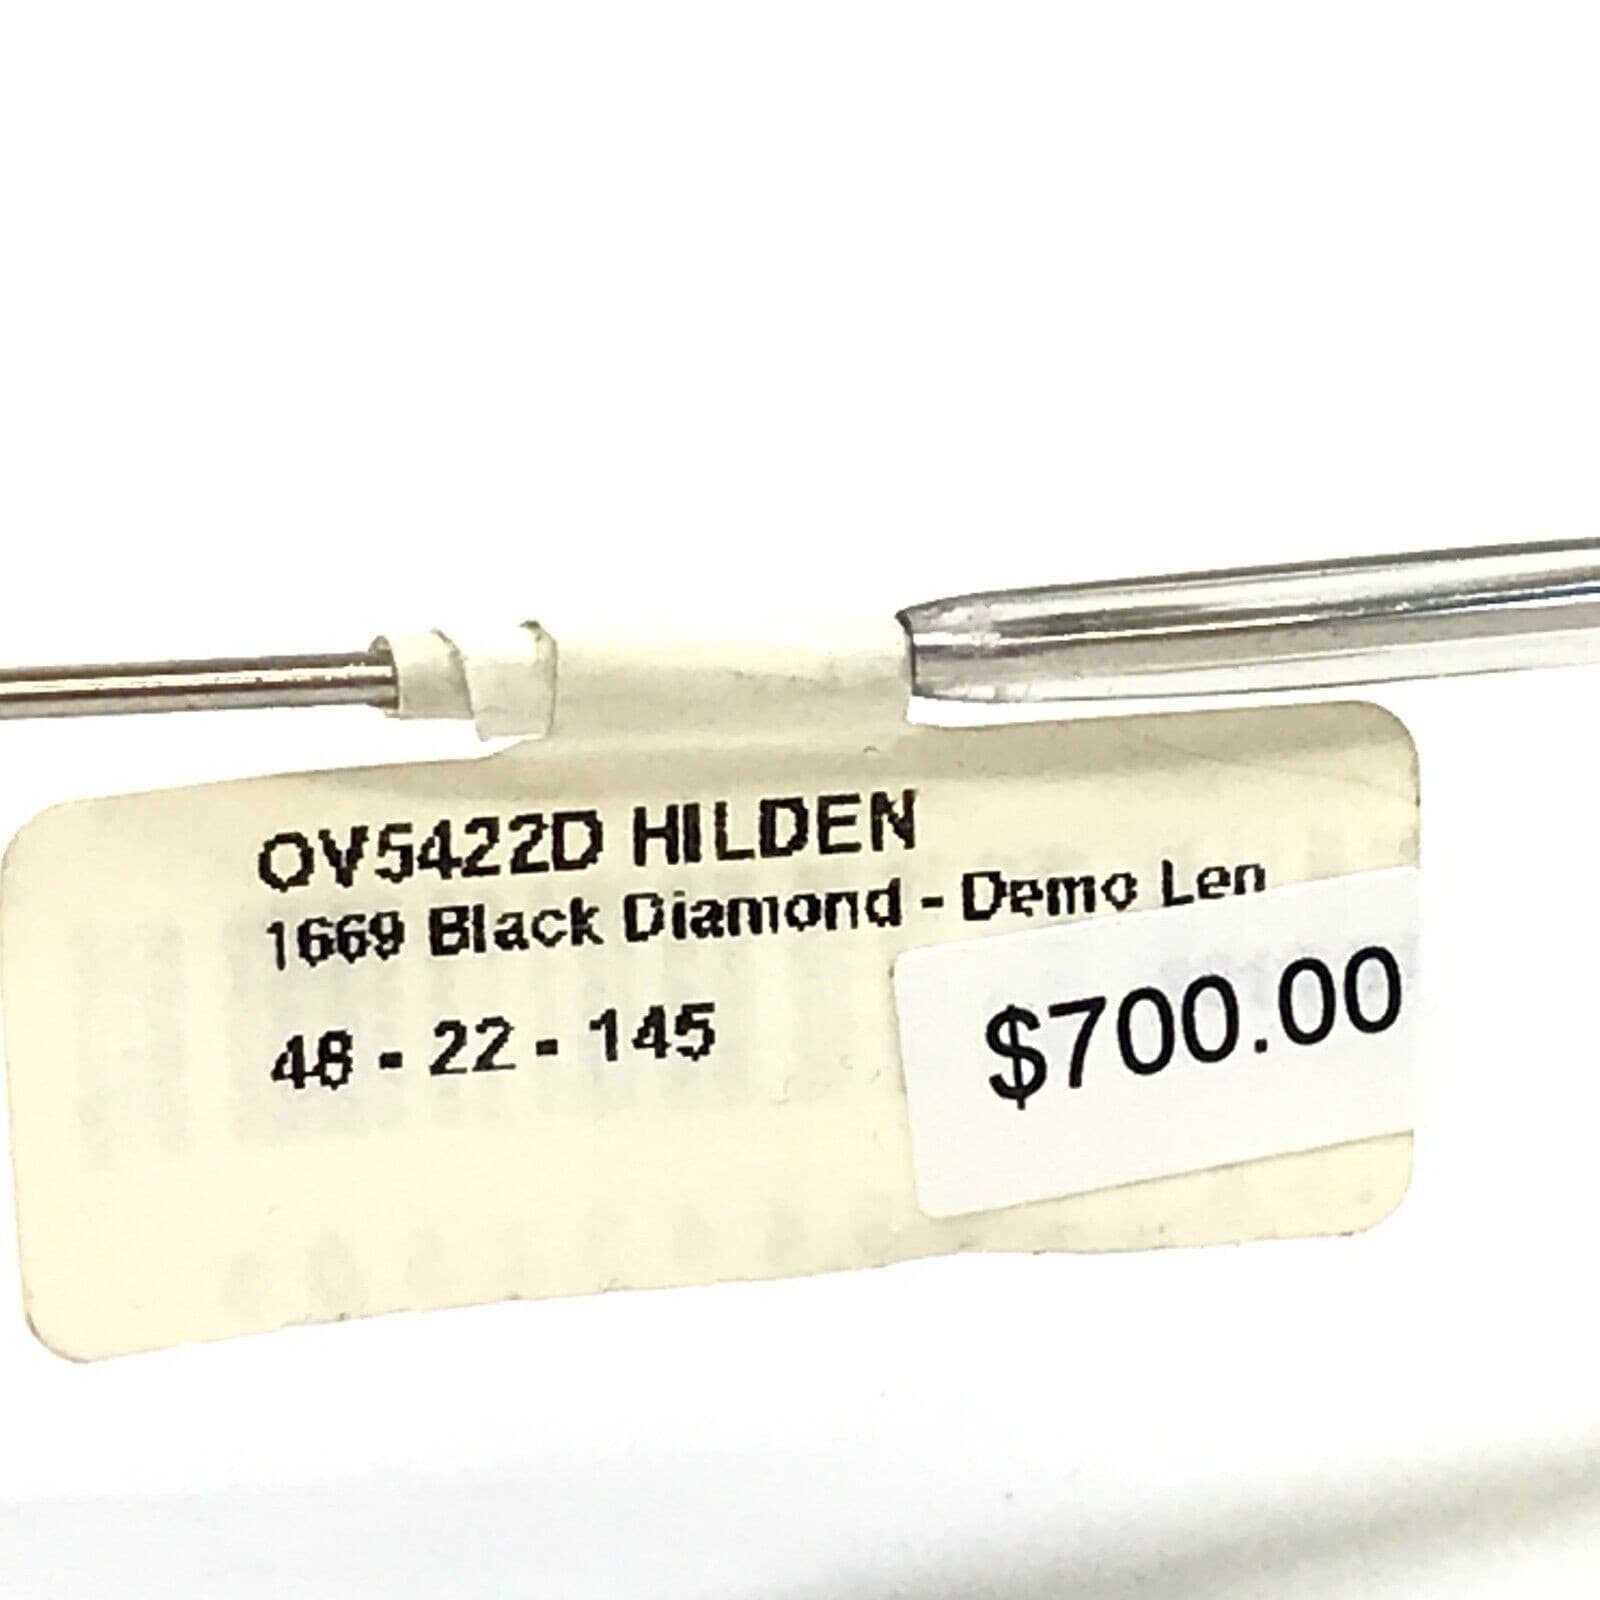 OV5422D HILDEN
1669 Black Diamond - Demo Len
48 - 22 - 145
$700.00